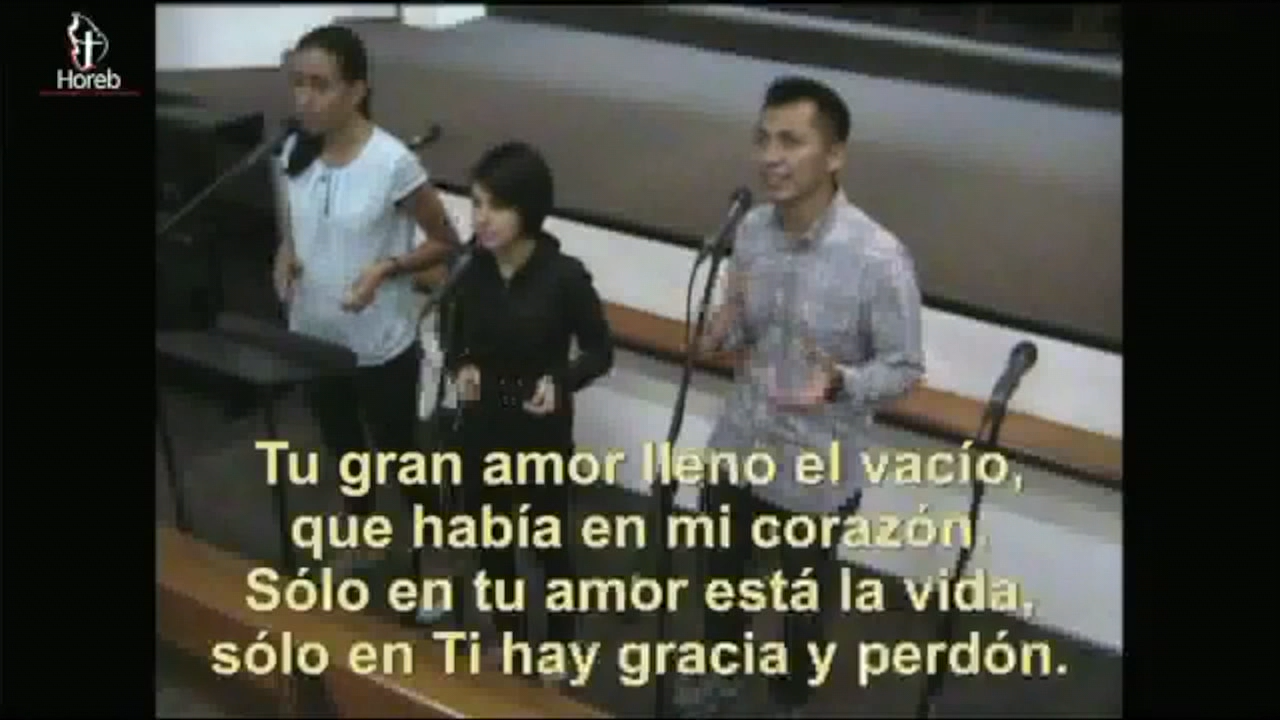 Horeb
Tu gran amor lleno el vacío,
que había en mi corazón.
Sólo en tu amor está la vida,
sólo en Ti hay gracia y perdón.